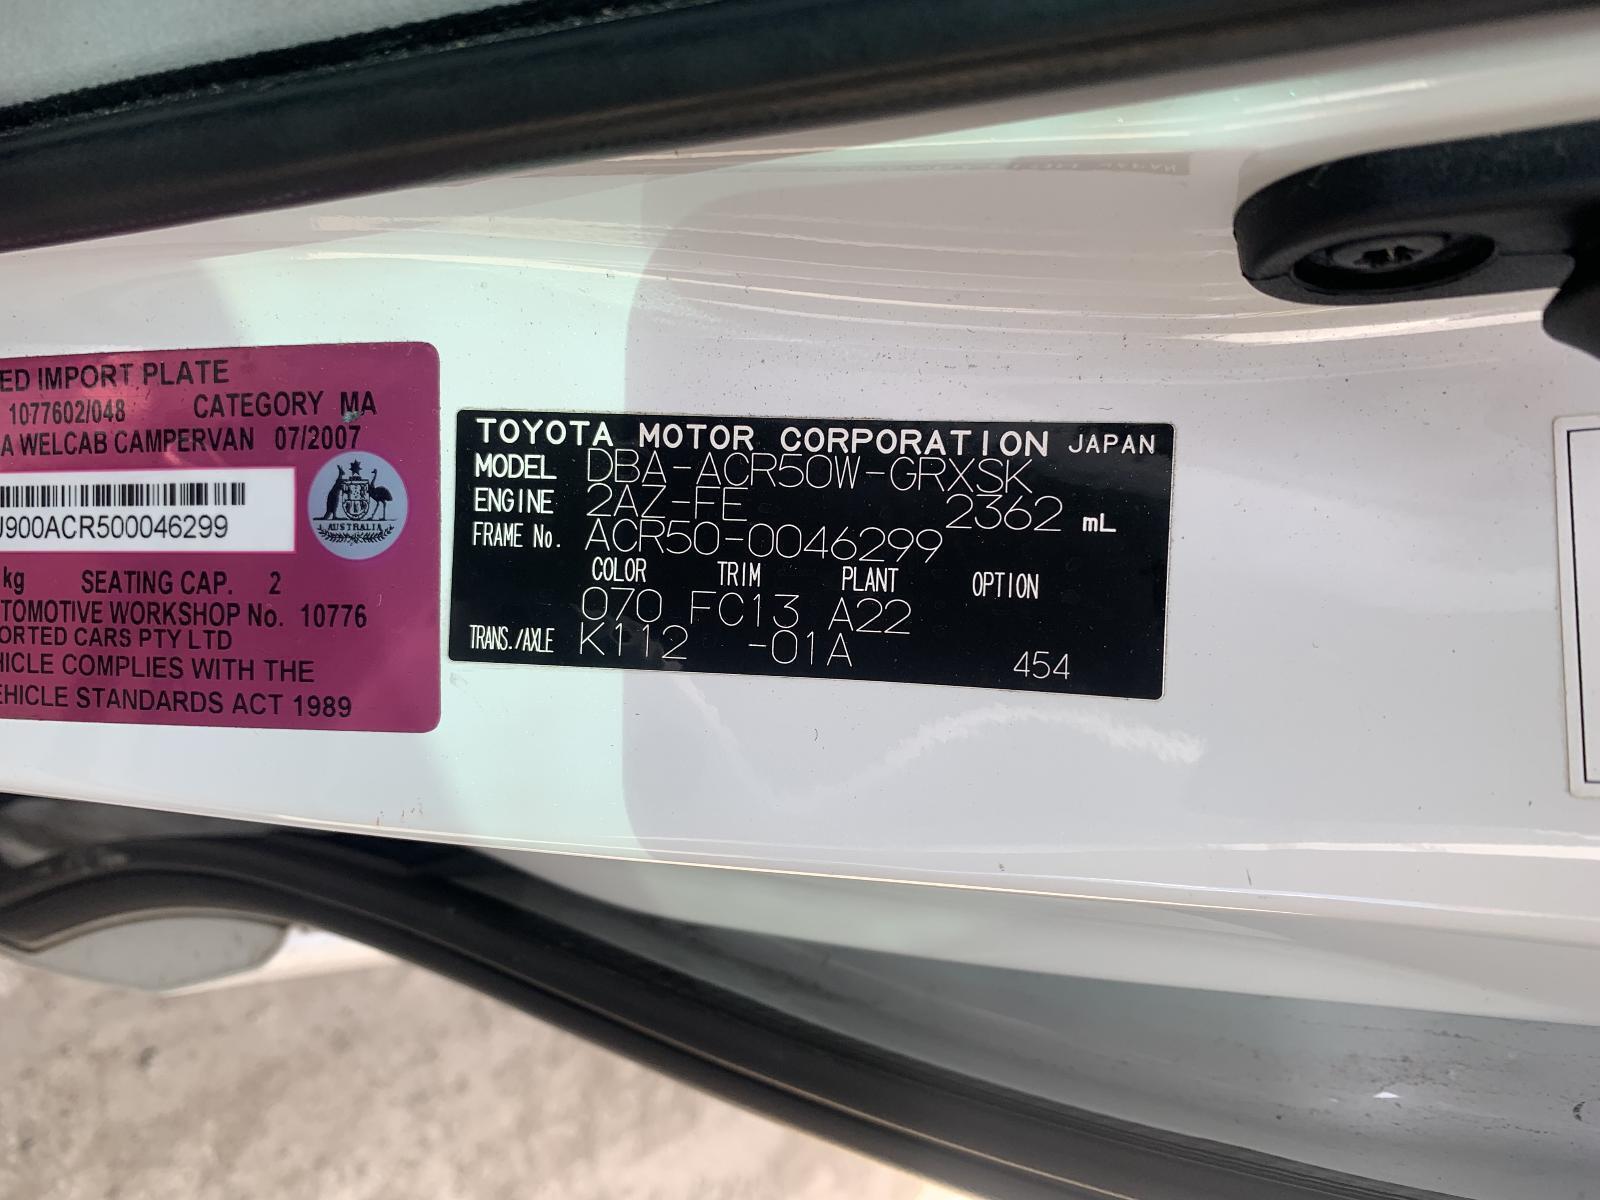 ED IMPORT PLATE
1077602/048 CATEGORY MA
A WELCAB CAMPERVAN 07/2007
J900ACR500046299
AUSTRALIA
kg SEATING CAP. 2
TOMOTIVE WORKSHOP No. 10776
ORTED CARS PTY LTD
HICLE COMPLIES WITH THE
EHICLE STANDARDS ACT 1989
TOYOTA MOTOR CORPORATION JAPAN
MODEL DBA-ACR50W-GRXSK
ENGINE 2AZ-FE 2362 mL
FRAME No. ACR50-0046299
COLOR TRIM PLANT OPTION
070 FC13 A22
TRANS./AXLE K112 -01A 454